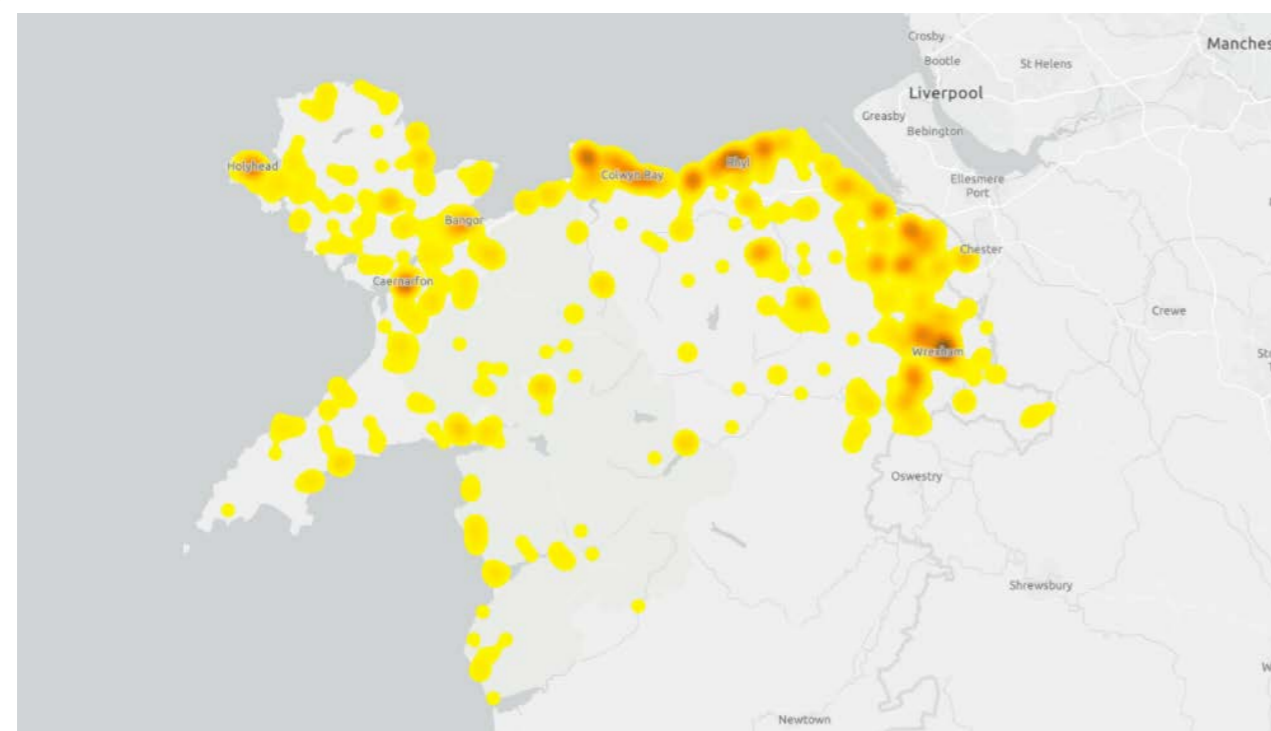 Crosby
Manches
Bootle
St Helens
Liverpool
Greasby
Bebington
Holyhead
Rhyl
Colwyn Bay
Ellesmere
Port
Bangor
Chester
Caernarfon
Crewe
Wrexham
St
Oswestry
Shrewsbury
W
Newtown